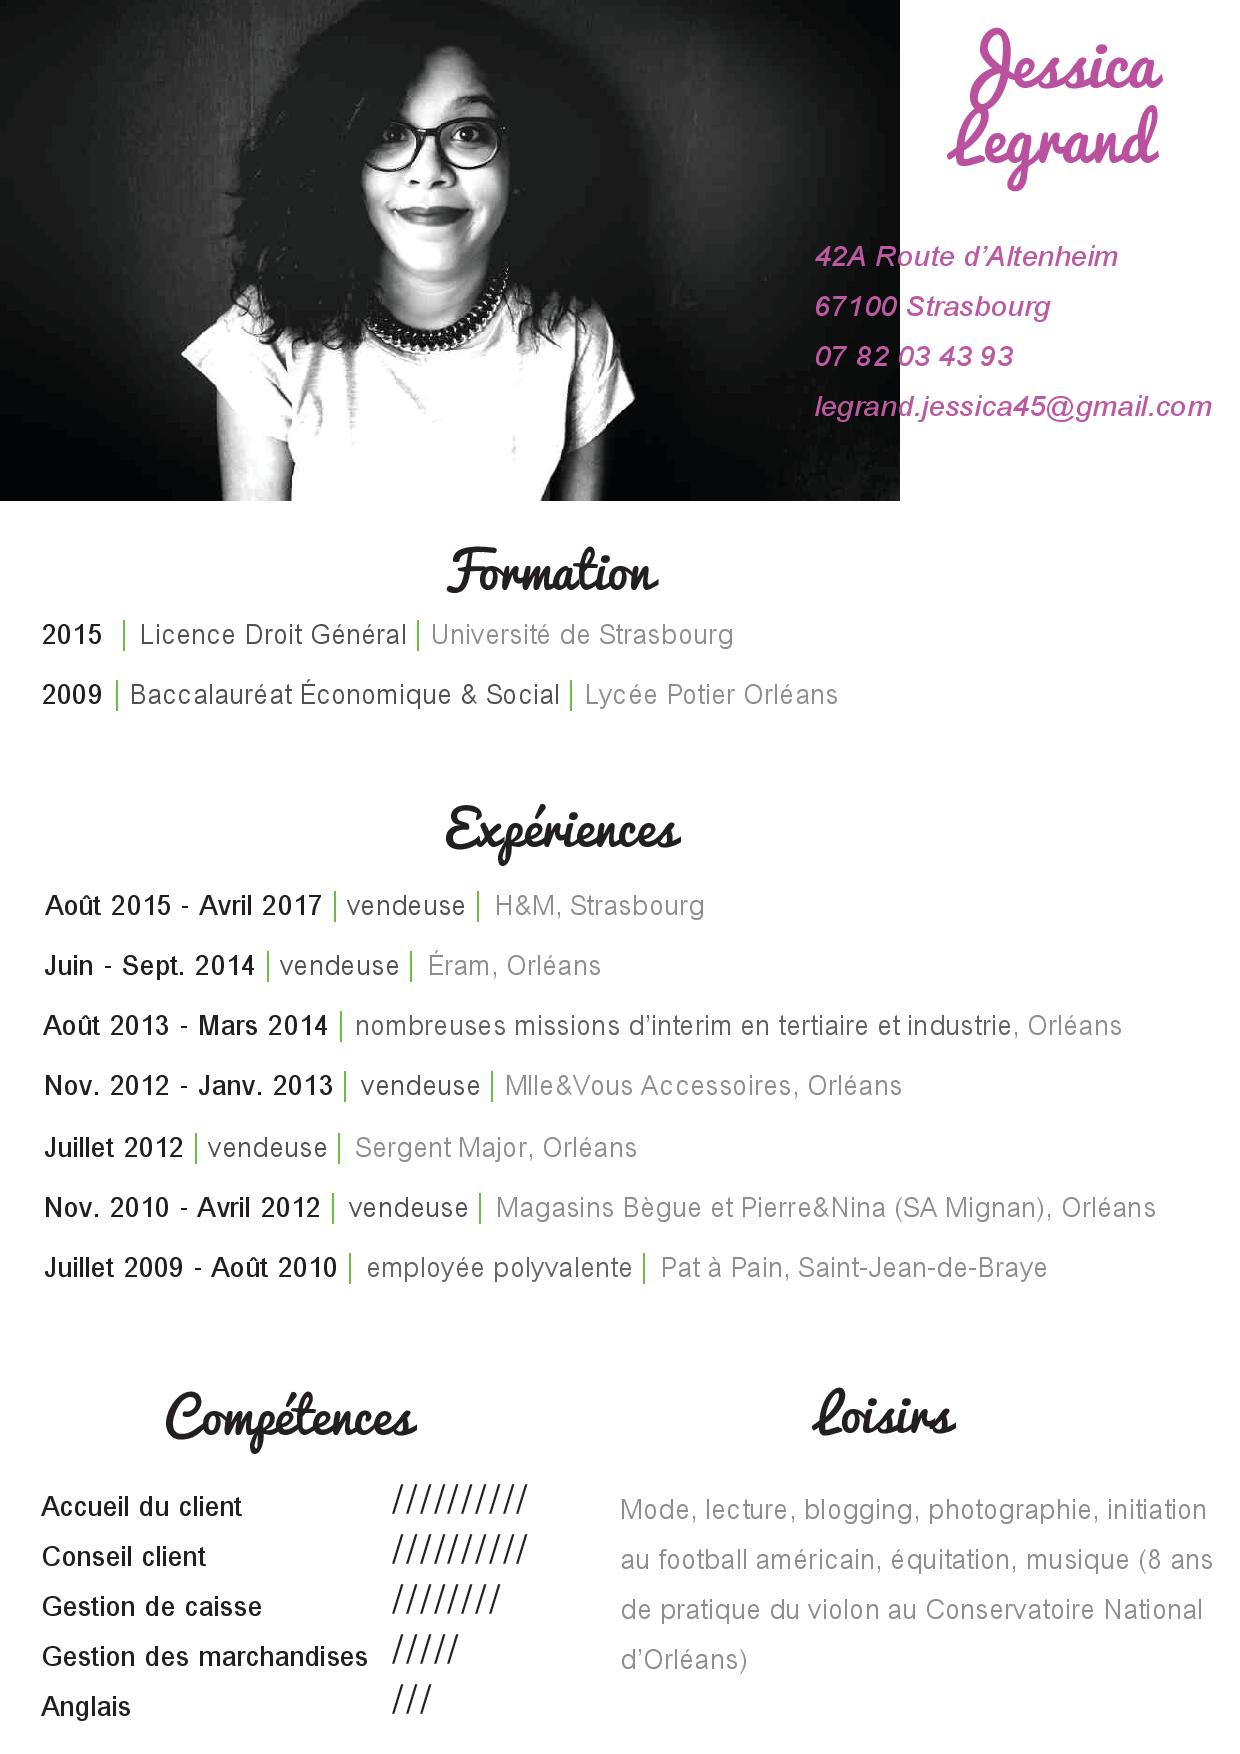 Jessica
Legrand
42A Route d’Altenheim
67100 Strasbourg
07 82 03 43 93
legrand.jessica45@gmail.com
Formation
2015 | Licence Droit Général | Université de Strasbourg
2009 | Baccalauréat Économique & Social | Lycée Potier Orléans
Expériences
Août 2015 - Avril 2017 | vendeuse | H&M, Strasbourg
Juin - Sept. 2014 | vendeuse | Éram, Orléans
Août 2013 - Mars 2014 | nombreuses missions d’interim en tertiaire et industrie, Orléans
Nov. 2012 - Janv. 2013 | vendeuse | Mlle&Vous Accessoires, Orléans
Juillet 2012 | vendeuse | Sergent Major, Orléans
Nov. 2010 - Avril 2012 | vendeuse | Magasins Bègue et Pierre&Nina (SA Mignan), Orléans
Juillet 2009 - Août 2010 | employée polyvalente | Pat à Pain, Saint-Jean-de-Braye
Compétences
Accueil du client //////////
Conseil client //////////
Gestion de caisse ////////
Gestion des marchandises /////
Anglais ///
Loisirs
Mode, lecture, blogging, photographie, initiation
au football américain, équitation, musique (8 ans
de pratique du violon au Conservatoire National
d’Orléans)